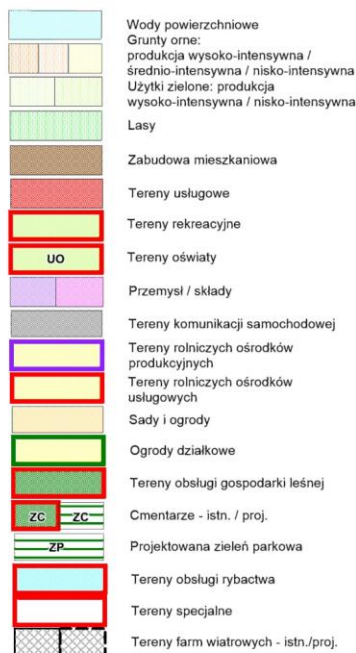 Wody powierzchniowe
Grunty orne:
produkcja wysoko-intensywna /
średnio-intensywna / nisko-intensywna
Użytki zielone: produkcja
wysoko-intensywna / nisko-intensywna
Lasy
Zabudowa mieszkaniowa
Tereny usługowe
Tereny rekreacyjne
UO Tereny oświaty
Przemysł / składy
Tereny komunikacji samochodowej
Tereny rolniczych ośrodków
produkcyjnych
Tereny rolniczych ośrodków
usługowych
Sady i ogrody
Ogrody działkowe
Tereny obsługi gospodarki leśnej
ZC ZC Cmentarze - istn. / proj.
ZP Projektowana zieleń parkowa
Tereny obsługi rybactwa
Tereny specjalne
Tereny farm wiatrowych - istn./proj.